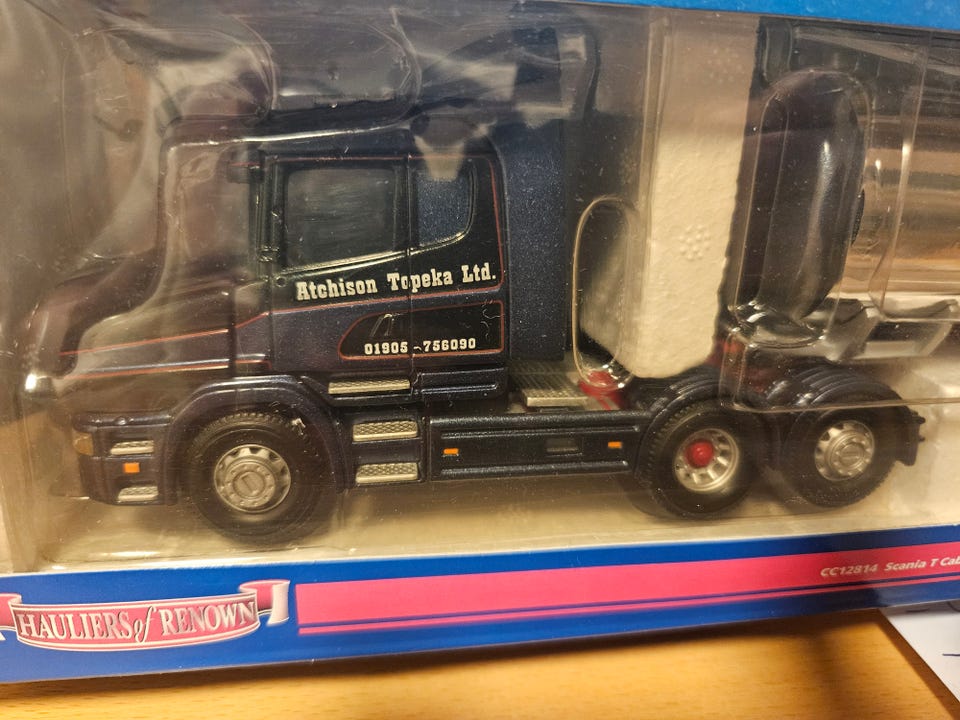 Atchison Topeka Ltd.
01905-756090
CC12814 Scania T Cab
HAULIERS of RENOWN